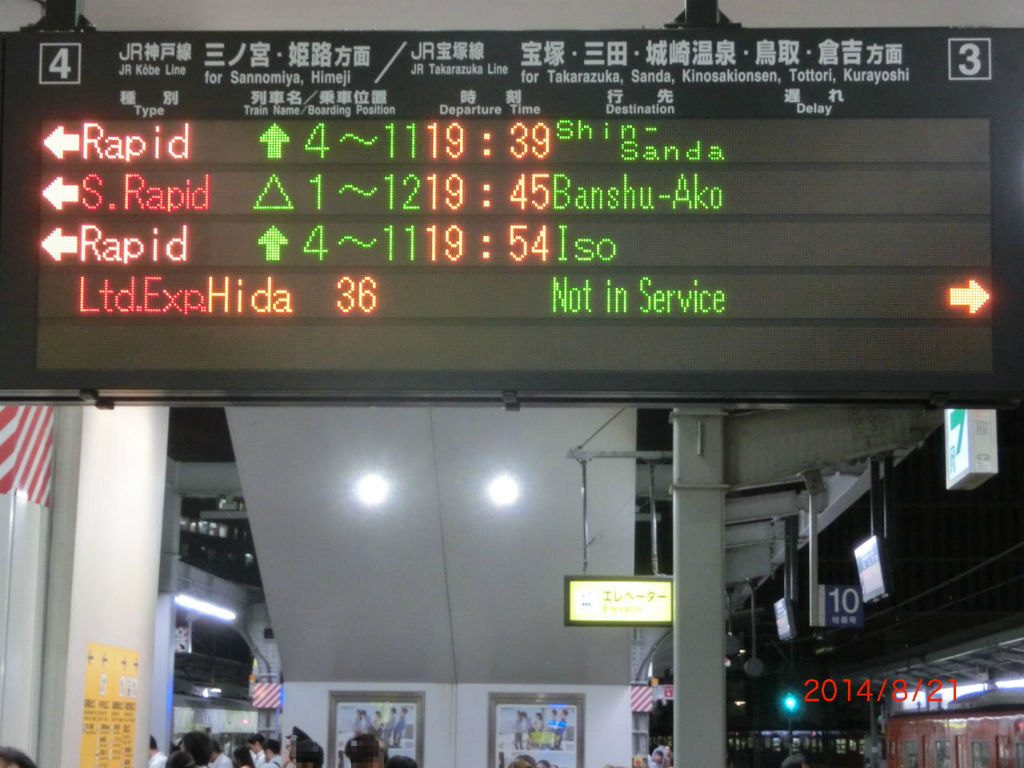 4 JR神戸線 三ノ宮・姫路方面 / JR宝塚線 宝塚・三田・城崎温泉・鳥取・倉吉方面 3
JR Kōbe Line for Sannomiya, Himeji JR Takarazuka Line for Takarazuka, Sanda, Kinosakionsen, Tottori, Kurayoshi
種別 列車名/乗車位置 時刻 行先 遅れ
Type Train Name/Boarding Position Departure Time Destination Delay
←Rapid ↑4〜11 19:39 Shin-Sanda
←S.Rapid △1〜12 19:45 Banshu-Ako
←Rapid ↑4〜11 19:54 Iso
Ltd.Exp.Hida 36 Not in Service →
7
エレベーター
Elevator
10
2014/8/21